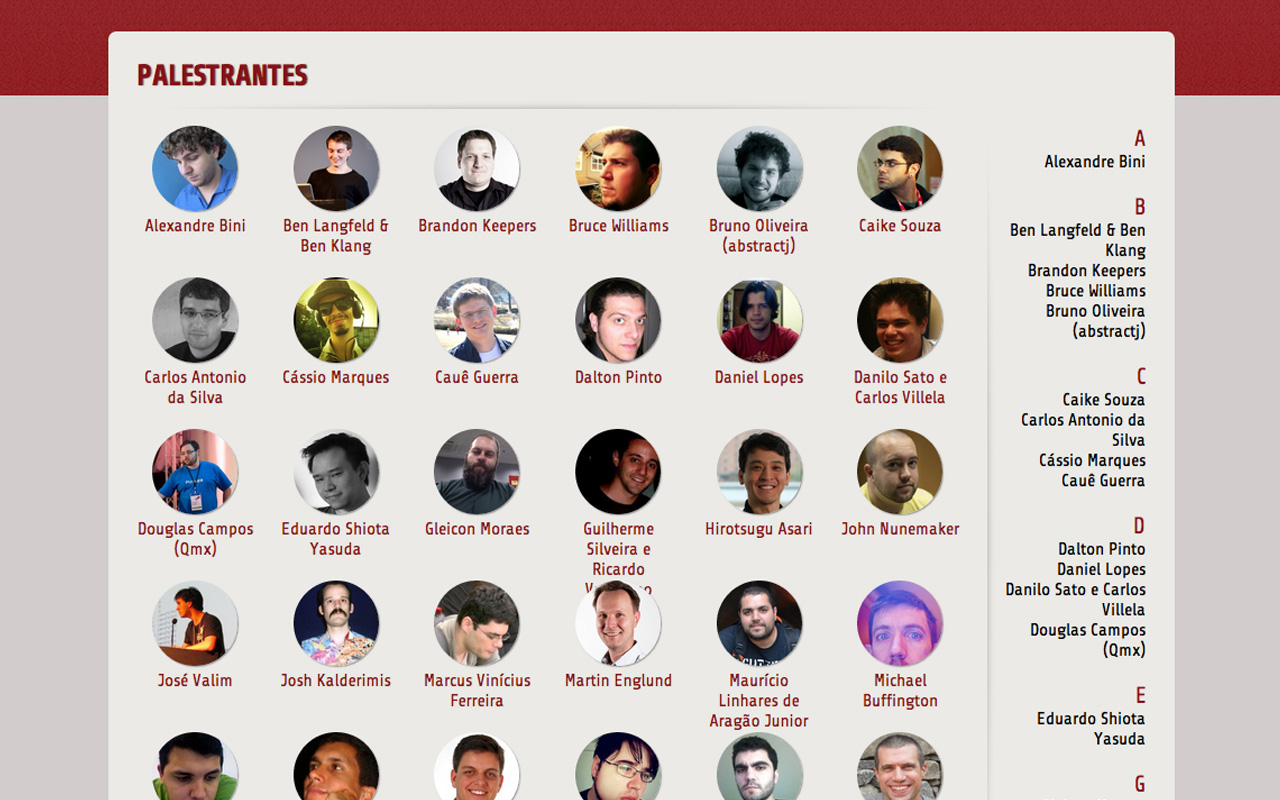 PALESTRANTES
Alexandre Bini
Ben Langfeld &
Ben Klang
Brandon Keepers
Bruce Williams
Bruno Oliveira
(abstractj)
Caike Souza
Carlos Antonio
da Silva
Cássio Marques
Cauê Guerra
Dalton Pinto
Daniel Lopes
Danilo Sato e
Carlos Villela
Douglas Campos
(Qmx)
Eduardo Shiota
Yasuda
Gleicon Moraes
Guilherme
Silveira e
Ricardo
Hirotsugu Asari
John Nunemaker
José Valim
Josh Kalderimis
Marcus Vinícius
Ferreira
Martin Englund
Maurício
Linhares de
Aragão Junior
Michael
Buffington
A
Alexandre Bini
B
Ben Langfeld & Ben
Klang
Brandon Keepers
Bruce Williams
Bruno Oliveira
(abstractj)
C
Caike Souza
Carlos Antonio da
Silva
Cássio Marques
Cauê Guerra
D
Dalton Pinto
Daniel Lopes
Danilo Sato e Carlos
Villela
Douglas Campos
(Qmx)
E
Eduardo Shiota
Yasuda
G